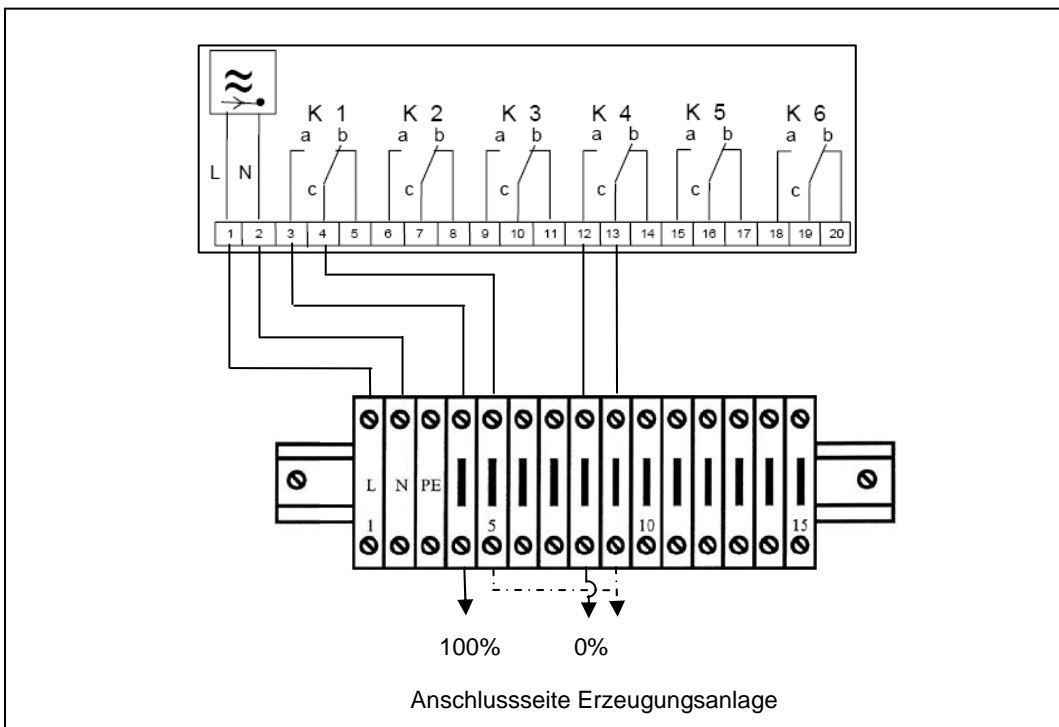 K 1 K 2 K 3 K 4 K 5 K 6
a b a b a b a b a b a b
L N c c c c c c
1 2 3 4 5 6 7 8 9 10 11 12 13 14 15 16 17 18 19 20
L N PE
1 5 10 15
100% 0%
Anschlussseite Erzeugungsanlage